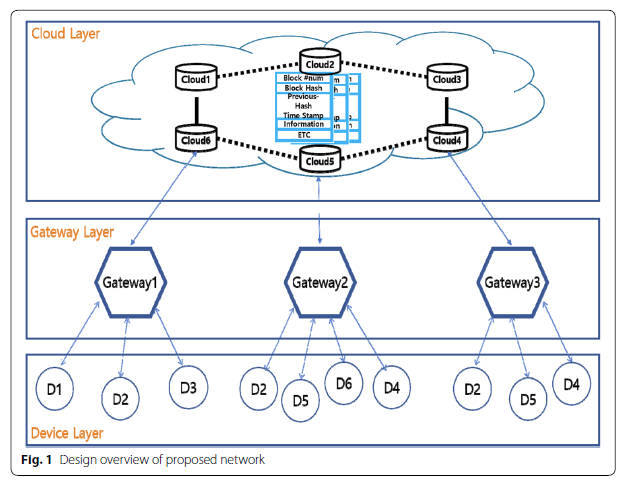 Cloud Layer
Cloud2
Cloud1
Cloud3
Block #num
Block Hash
Previous-
Hash
Time Stamp
Information
ETC
m
h
p
on
n
Cloud6
Cloud4
Cloud5
Gateway Layer
Gateway1
Gateway2
Gateway3
D1
D2
D3
D2
D5
D6
D4
D2
D5
D4
Device Layer
Fig. 1 Design overview of proposed network